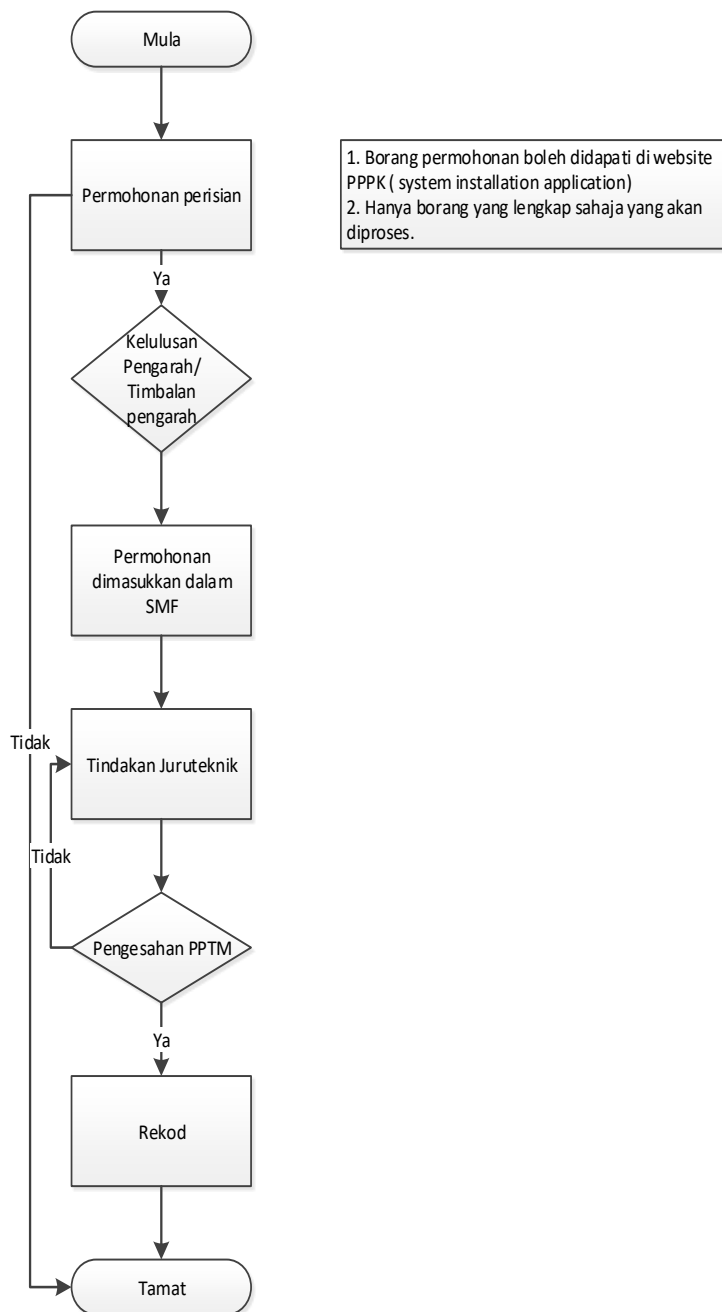 Mula
Permohonan perisian
1. Borang permohonan boleh didapati di website
PPPK ( system installation application)
2. Hanya borang yang lengkap sahaja yang akan
diproses.
Ya
Kelulusan
Pengarah/
Timbalan
pengarah
Permohonan
dimasukkan dalam
SMF
Tidak
Tindakan Juruteknik
Tidak
Pengesahan PPTM
Ya
Rekod
Tamat